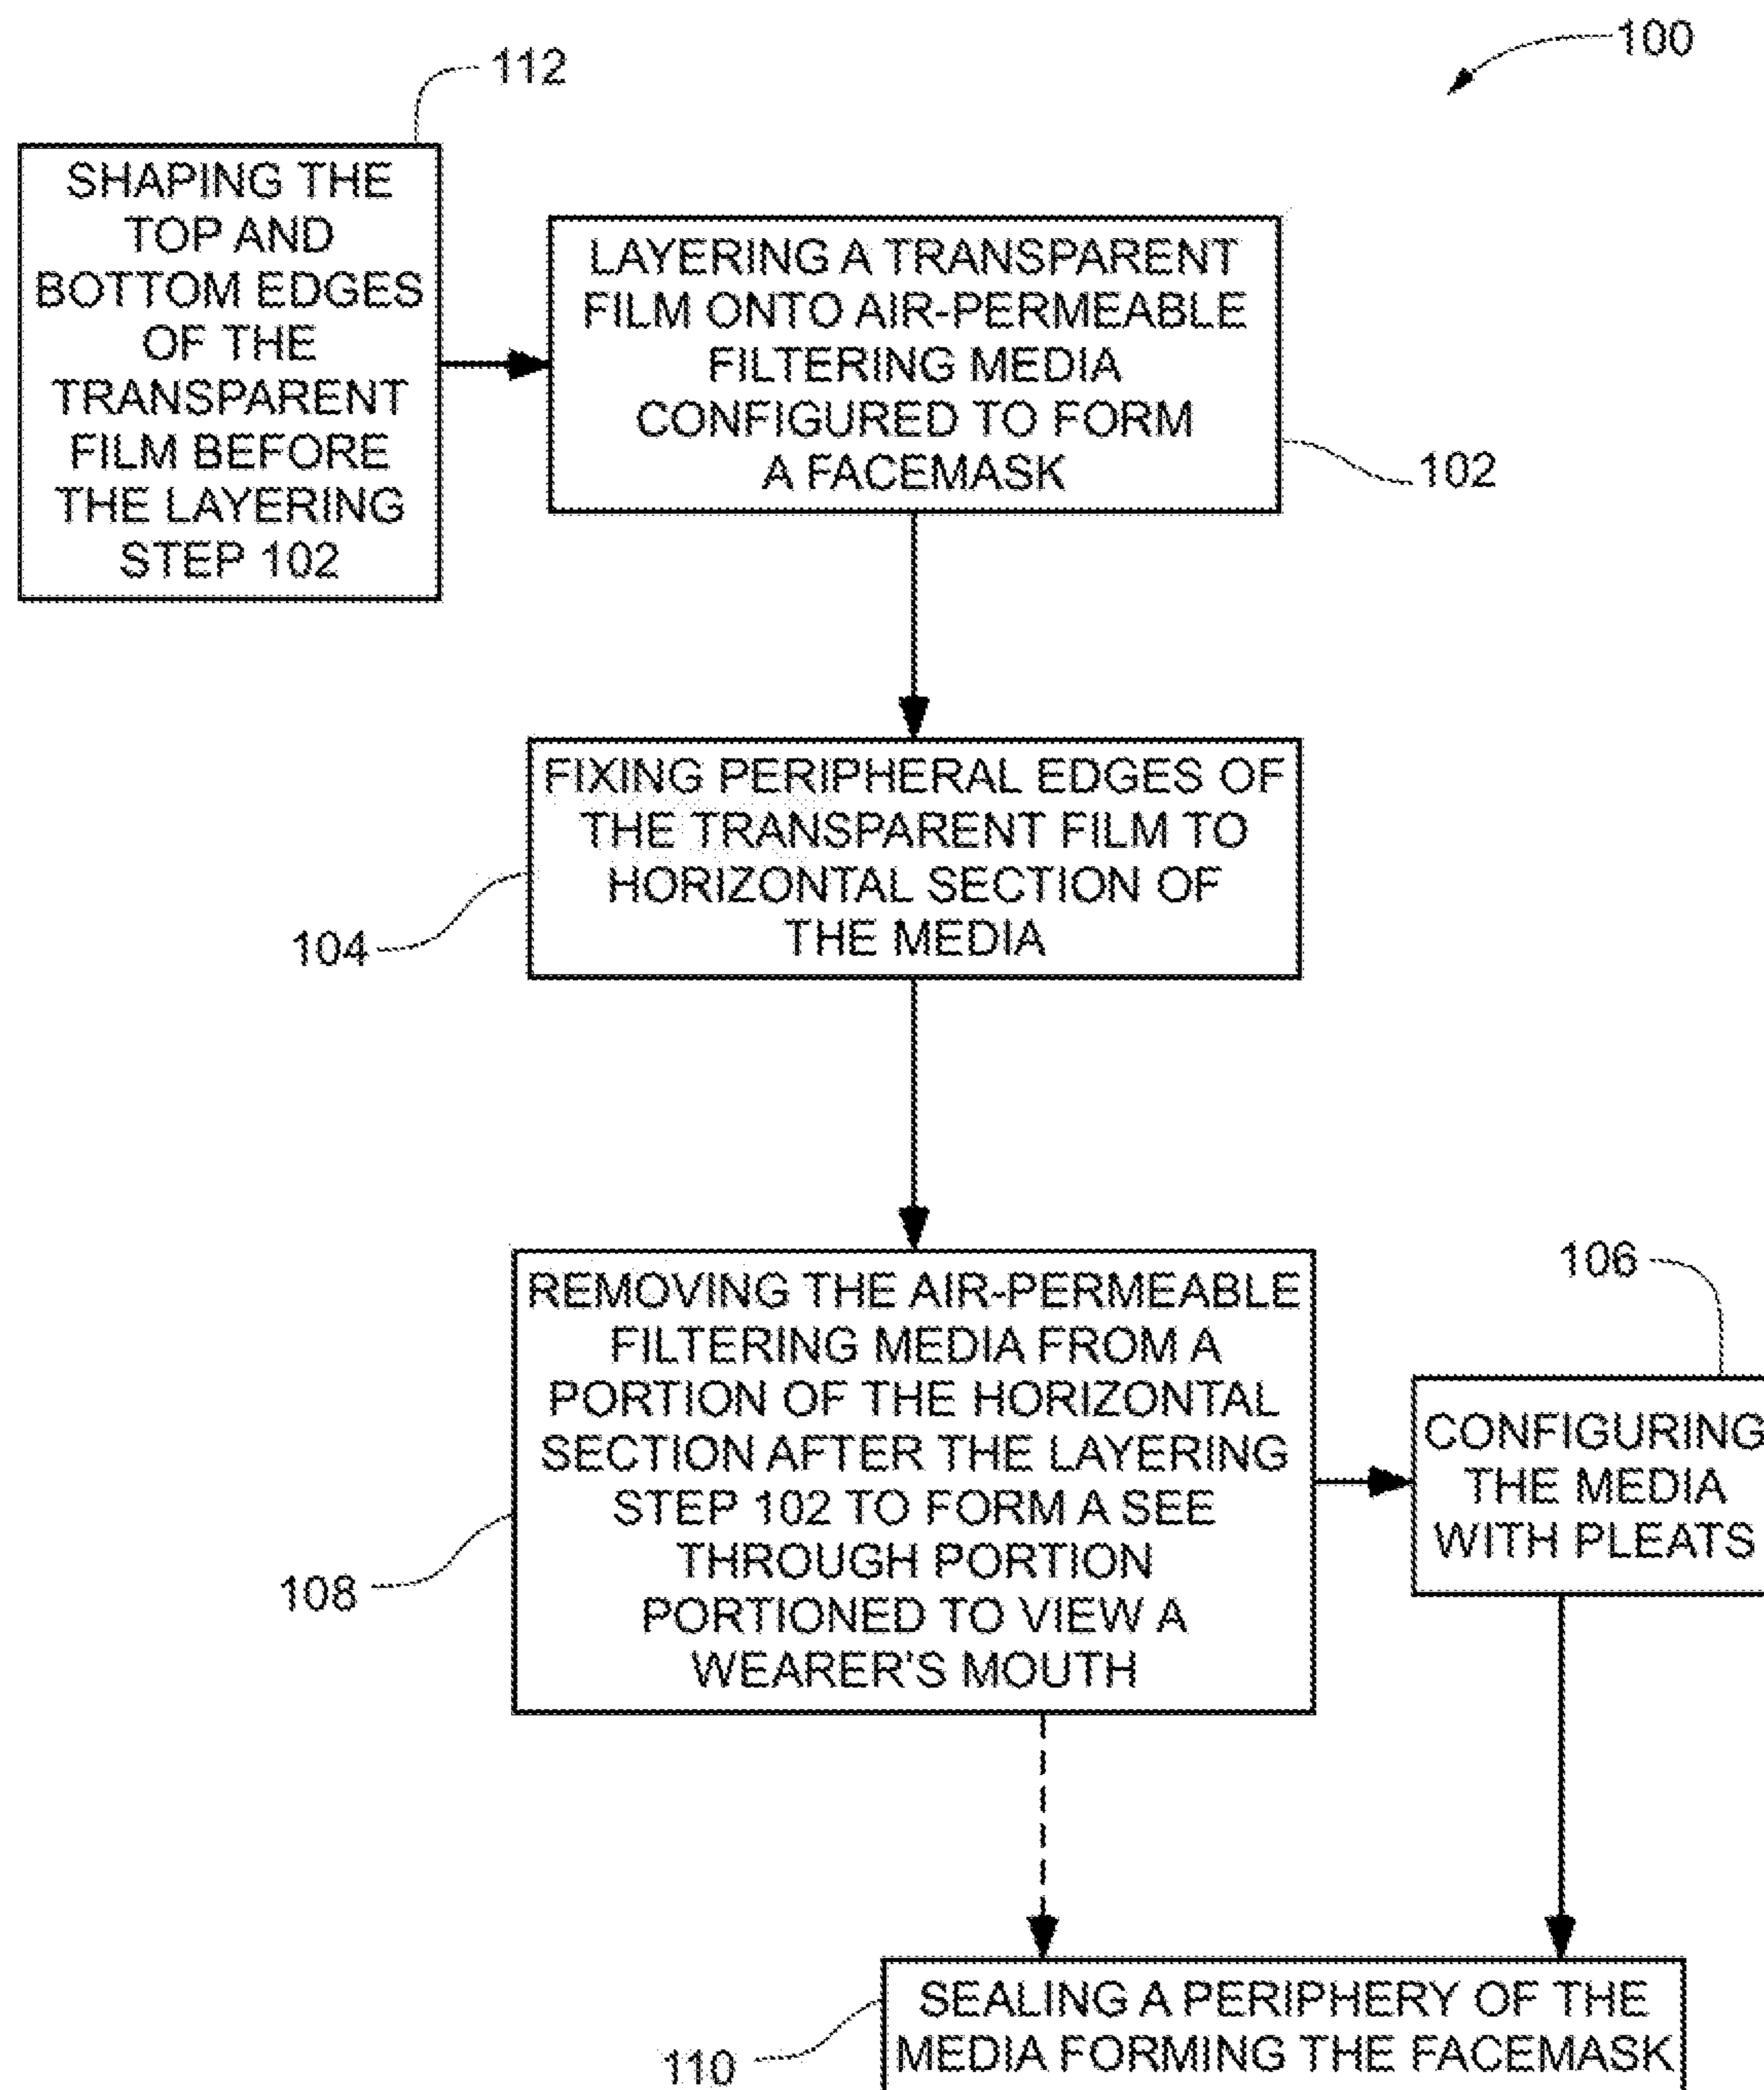 100
112
SHAPING THE
TOP AND
BOTTOM EDGES
OF THE
TRANSPARENT
FILM BEFORE
THE LAYERING
STEP 102
LAYERING A TRANSPARENT
FILM ONTO AIR-PERMEABLE
FILTERING MEDIA
CONFIGURED TO FORM
A FACEMASK
102
FIXING PERIPHERAL EDGES OF
THE TRANSPARENT FILM TO
HORIZONTAL SECTION OF
THE MEDIA
104
REMOVING THE AIR-PERMEABLE
FILTERING MEDIA FROM A
PORTION OF THE HORIZONTAL
SECTION AFTER THE LAYERING
STEP 102 TO FORM A SEE
THROUGH PORTION
PORTIONED TO VIEW A
WEARER'S MOUTH
108
106
CONFIGURING
THE MEDIA
WITH PLEATS
SEALING A PERIPHERY OF THE
MEDIA FORMING THE FACEMASK
110